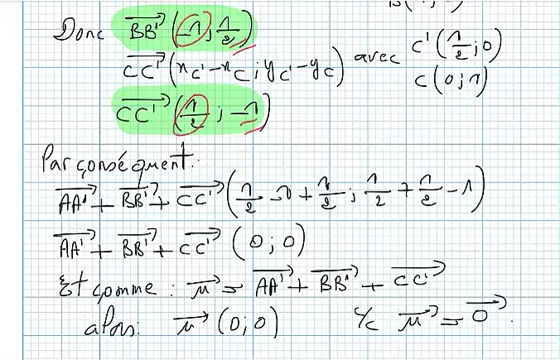 Donc BB'→ (-1 ; 1/2)
CC'→ (xC' - xC ; yC' - yC) avec C' (1/2 ; 0)
C (0 ; 1)
CC'→ (1/2 ; -1)
Par conséquent :
AA'→ + BB'→ + CC'→ (1/2 - 1 + 1/2 ; 1/2 + 1/2 - 1)
AA'→ + BB'→ + CC'→ (0 ; 0)
Et comme : u→ = AA'→ + BB'→ + CC'→
alors : u→ (0 ; 0) c/c u→ = 0→.